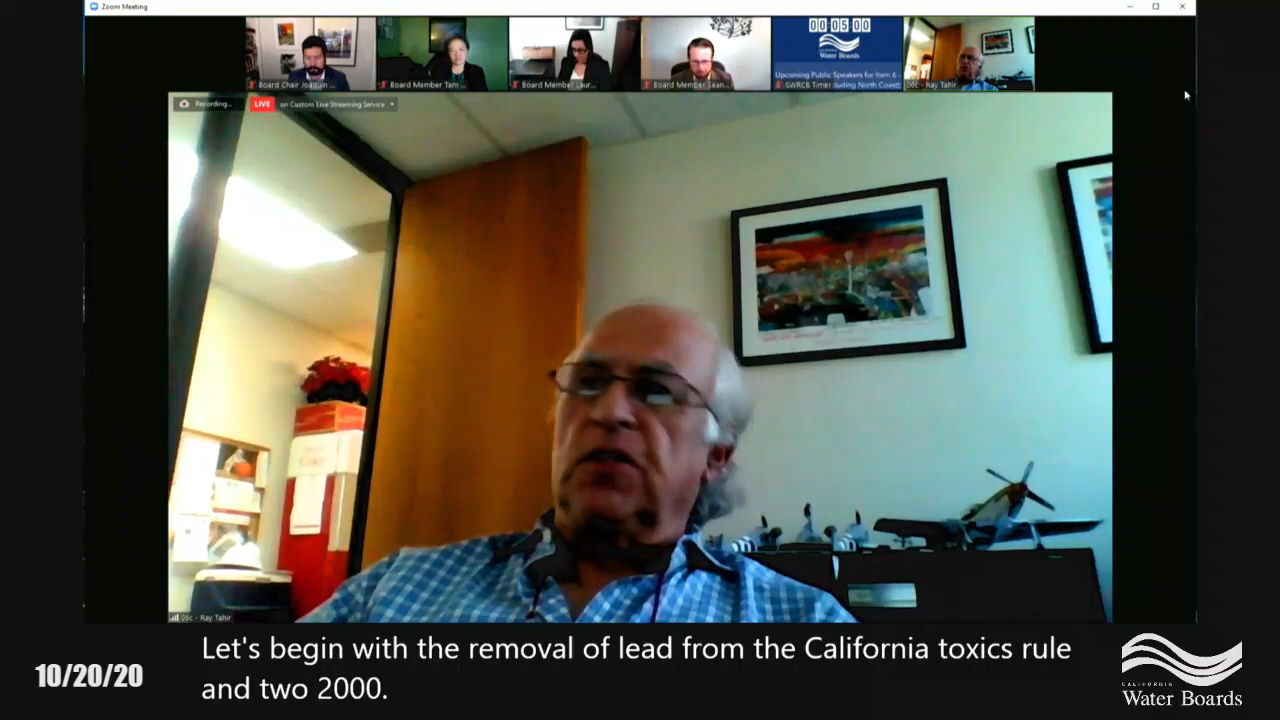 Zoom Meeting
00:05:00
CALIFORNIA
Water Boards
Upcoming Public Speakers for Item 6 -
Board Chair Joaquin ...
Board Member Tam ...
Board Member Laur...
Board Member Sean...
SWRCB Timer
06c - Ray Tahir
Recording...
LIVE on Custom Live Streaming Service
06c - Ray Tahir
Let's begin with the removal of lead from the California toxics rule
and two 2000.
10/20/20
CALIFORNIA
Water Boards